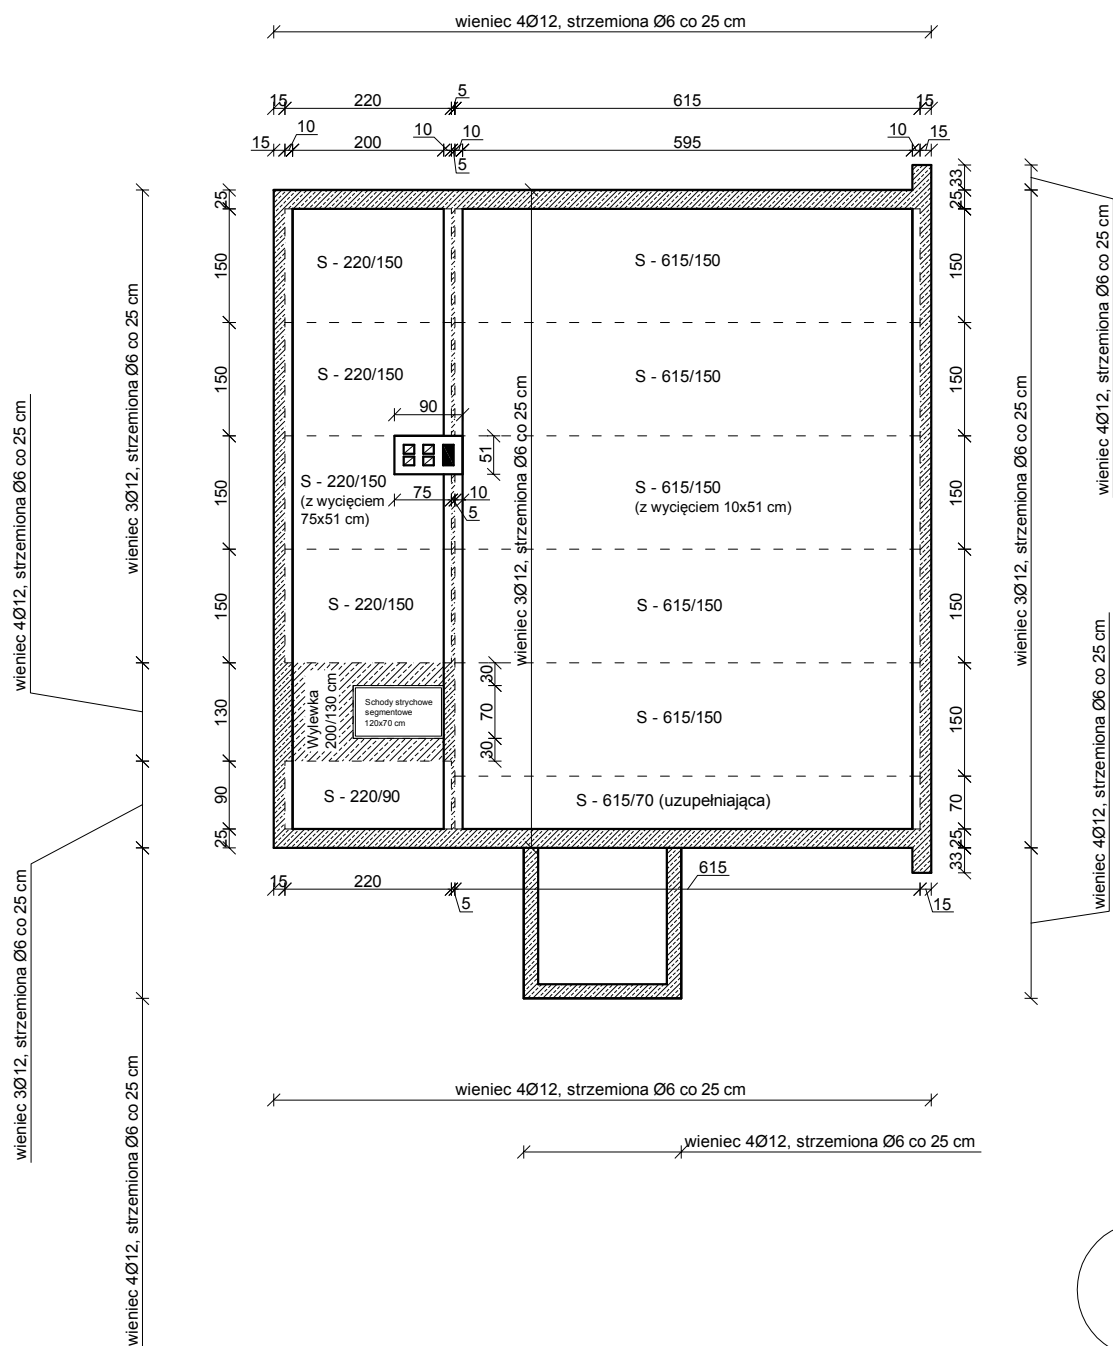 wieniec 4Ø12, strzemiona Ø6 co 25 cm
5
15 220 615 15
10 10 10 10 15
15 200 595
5
33
25 25
wieniec 4Ø12, strzemiona Ø6 co 25 cm
wieniec 3Ø12, strzemiona Ø6 co 25 cm
150
S - 220/150
S - 615/150
150
wieniec 4Ø12, strzemiona Ø6 co 25 cm
wieniec 3Ø12, strzemiona Ø6 co 25 cm
wieniec 3Ø12, strzemiona Ø6 co 25 cm
150
S - 220/150
S - 615/150
150
90
51
150
S - 220/150
(z wycięciem
75x51 cm)
75 10
5
S - 615/150
(z wycięciem 10x51 cm)
150
150
S - 220/150
S - 615/150
150
wieniec 3Ø12, strzemiona Ø6 co 25 cm
wieniec 4Ø12, strzemiona Ø6 co 25 cm
130
Wylewka
200/130 cm
Schody strychowe
segmentowe
120x70 cm
30
70
30
S - 615/150
150
90
S - 220/90
S - 615/70 (uzupełniająca)
70
25 25
33
15 220 615
5 15
wieniec 3Ø12, strzemiona Ø6 co 25 cm
wieniec 4Ø12, strzemiona Ø6 co 25 cm
wieniec 4Ø12, strzemiona Ø6 co 25 cm
wieniec 4Ø12, strzemiona Ø6 co 25 cm